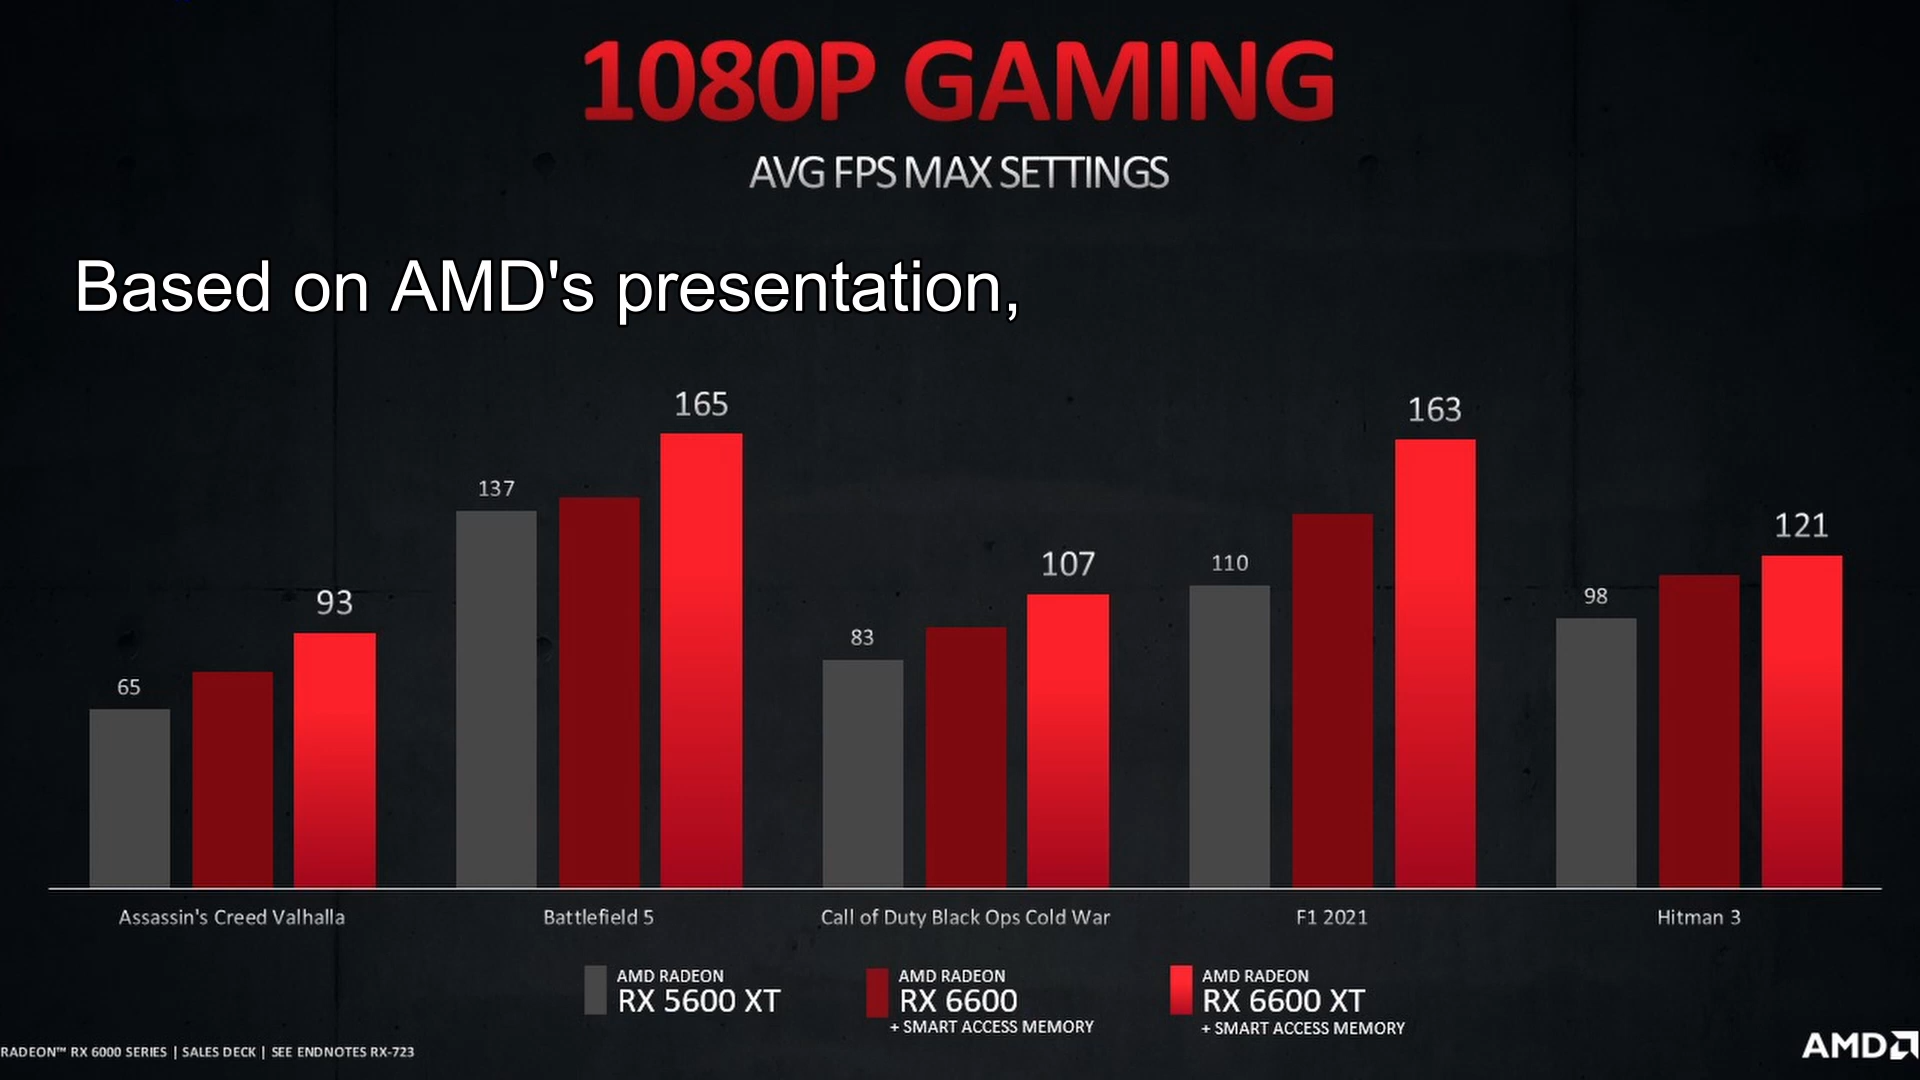 1080P GAMING
AVG FPS MAX SETTINGS
Based on AMD's presentation,
65
93
137
165
83
107
110
163
98
121
Assassin's Creed Valhalla
Battlefield 5
Call of Duty Black Ops Cold War
F1 2021
Hitman 3
AMD RADEON
RX 5600 XT
AMD RADEON
RX 6600
+ SMART ACCESS MEMORY
AMD RADEON
RX 6600 XT
+ SMART ACCESS MEMORY
RADEON™ RX 6000 SERIES | SALES DECK | SEE ENDNOTES RX-723
AMD